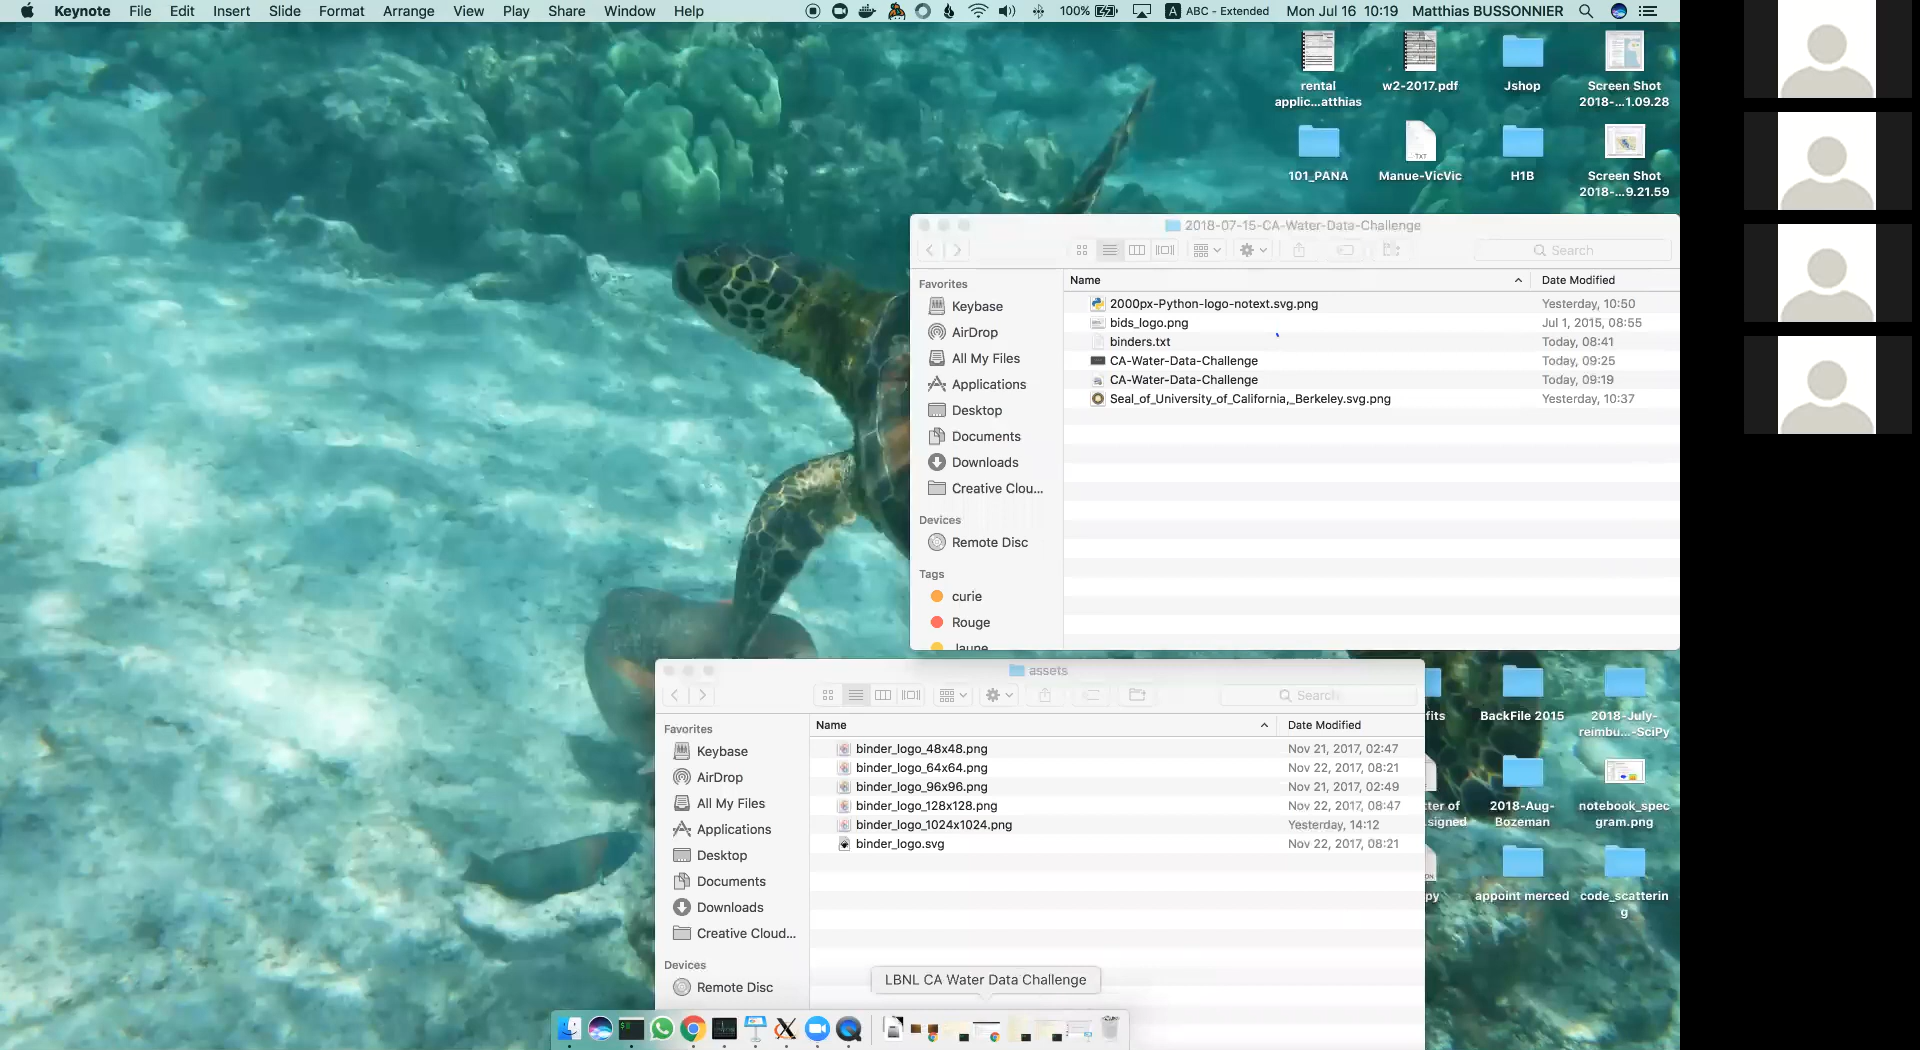 Keynote File Edit Insert Slide Format Arrange View Play Share Window Help
100% A ABC - Extended Mon Jul 16 10:19 Matthias BUSSONNIER
rental applic...atthias
w2-2017.pdf
Jshop
Screen Shot 2018-...1.09.28
101_PANA
TXT
Manue-VicVic
H1B
Screen Shot 2018-...9.21.59
2018-07-15-CA-Water-Data-Challenge
Search
Favorites
Keybase
AirDrop
All My Files
Applications
Desktop
Documents
Downloads
Creative Clou...
Devices
Remote Disc
Tags
curie
Rouge
Jaune
Name Date Modified
2000px-Python-logo-notext.svg.png Yesterday, 10:50
bids_logo.png Jul 1, 2015, 08:55
binders.txt Today, 08:41
CA-Water-Data-Challenge Today, 09:25
CA-Water-Data-Challenge Today, 09:19
Seal_of_University_of_California,_Berkeley.svg.png Yesterday, 10:37
assets
Search
Favorites
Keybase
AirDrop
All My Files
Applications
Desktop
Documents
Downloads
Creative Cloud...
Devices
Remote Disc
Name Date Modified
binder_logo_48x48.png Nov 21, 2017, 02:47
binder_logo_64x64.png Nov 22, 2017, 08:21
binder_logo_96x96.png Nov 21, 2017, 02:49
binder_logo_128x128.png Nov 22, 2017, 08:47
binder_logo_1024x1024.png Yesterday, 14:12
binder_logo.svg Nov 22, 2017, 08:21
fits
BackFile 2015
2018-July-
reimbu...-SciPy
tter of
.signed
2018-Aug-
Bozeman
notebook_spec
gram.png
py
appoint merced
code_scatterin
g
LBNL CA Water Data Challenge